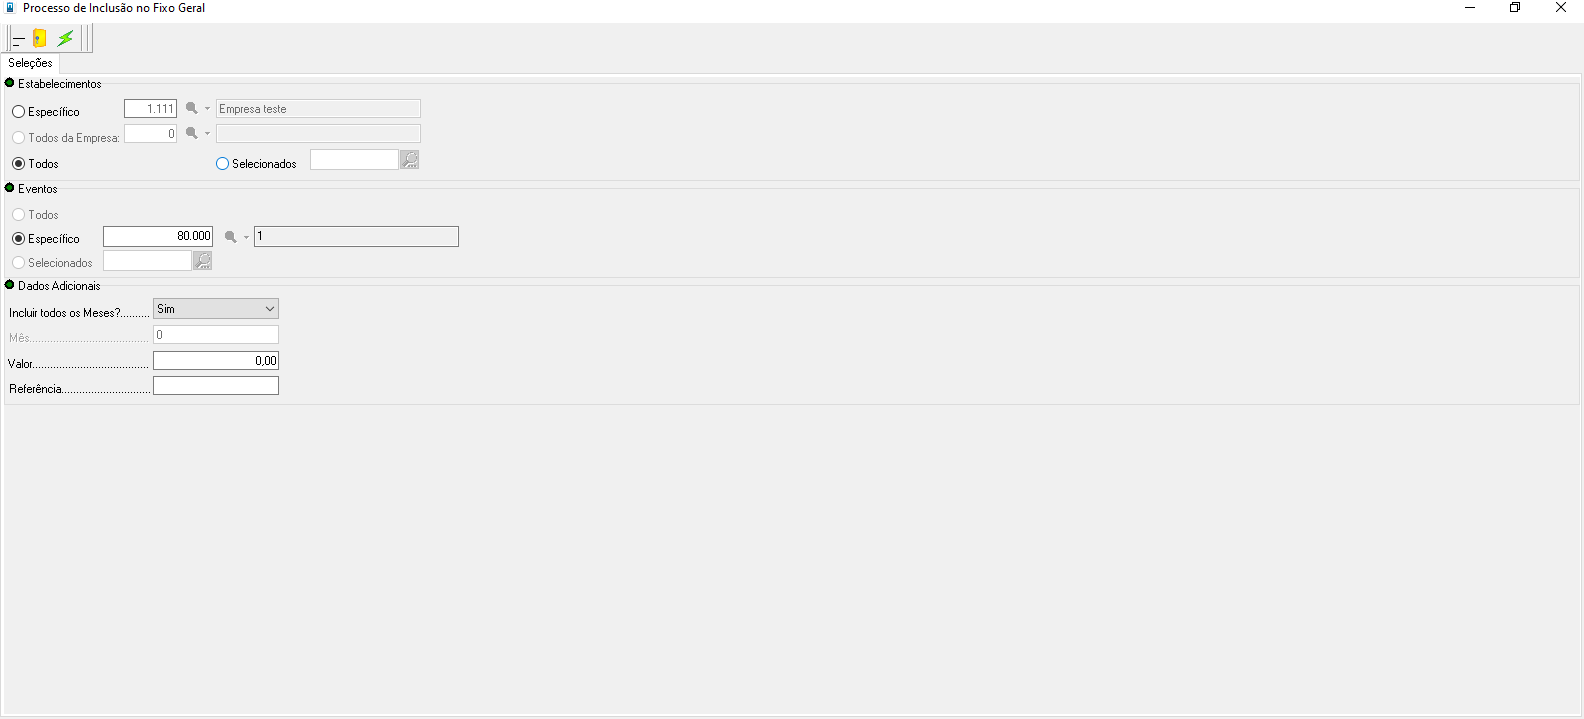 Processo de Inclusão no Fixo Geral
Seleções
Estabelecimentos
Específico 1.111 Empresa teste
Todos da Empresa: 0
Todos Selecionados
Eventos
Todos
Específico 80.000 1
Selecionados
Dados Adicionais
Incluir todos os Meses?.......... Sim
Mês........................................ 0
Valor....................................... 0,00
Referência..............................